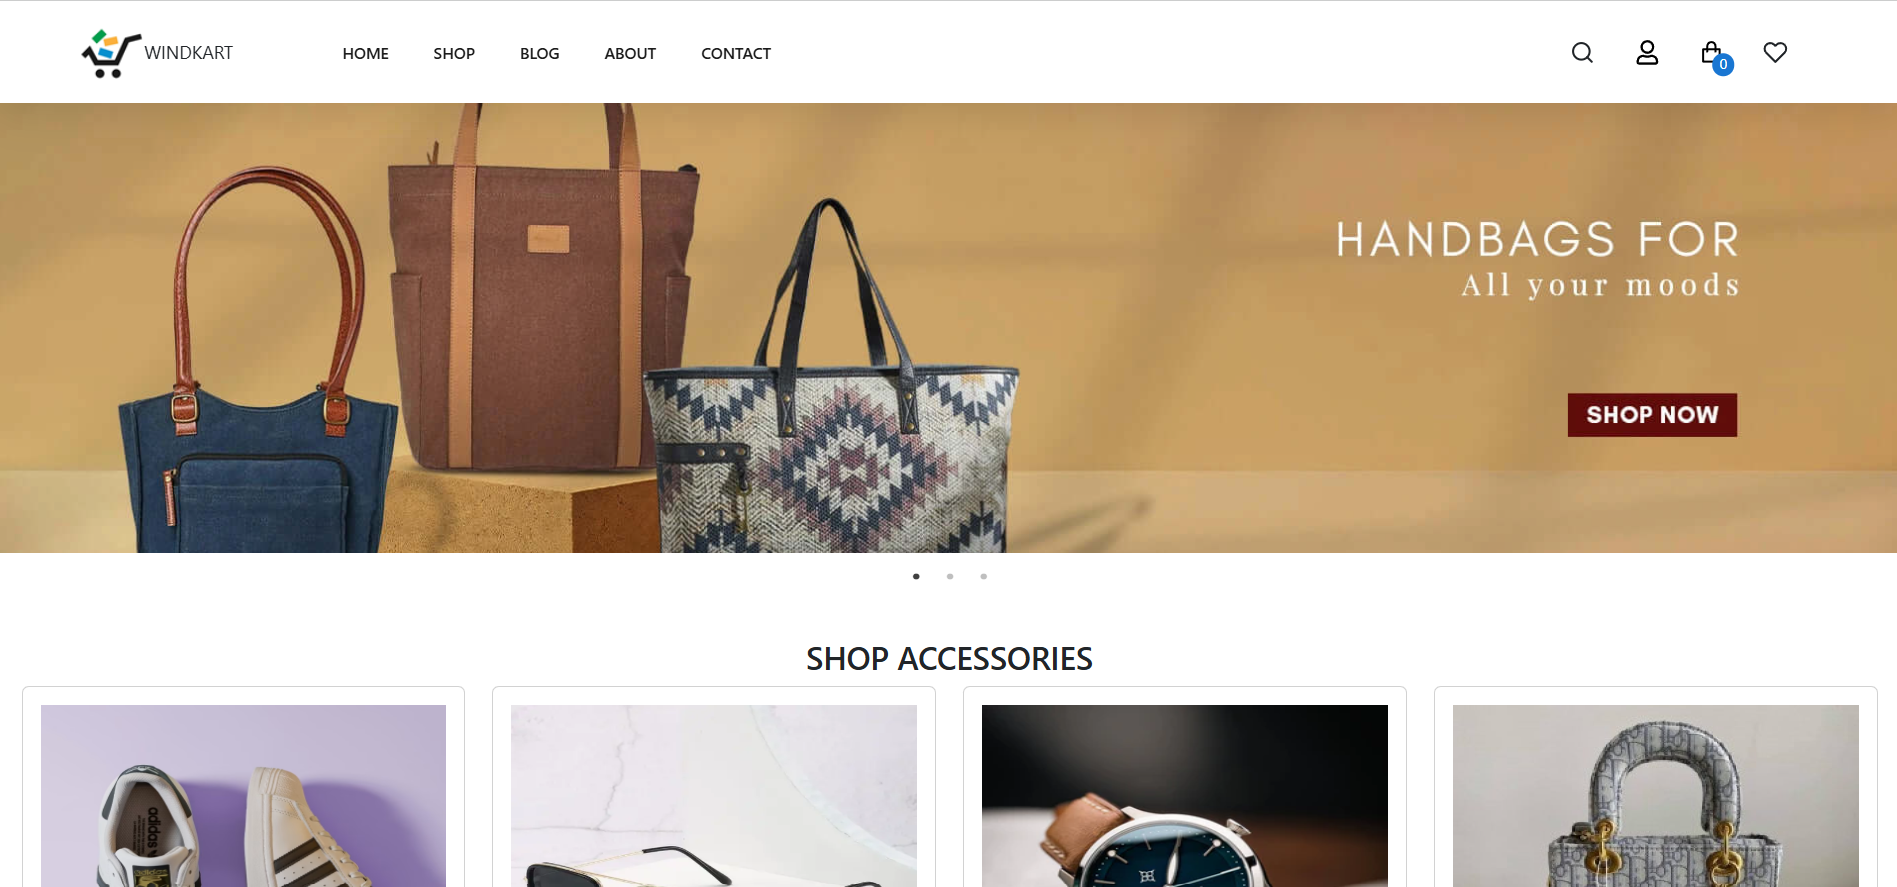 WINDKART
HOME
SHOP
BLOG
ABOUT
CONTACT
0
HANDBAGS FOR
All your moods
SHOP NOW
SHOP ACCESSORIES
adidas